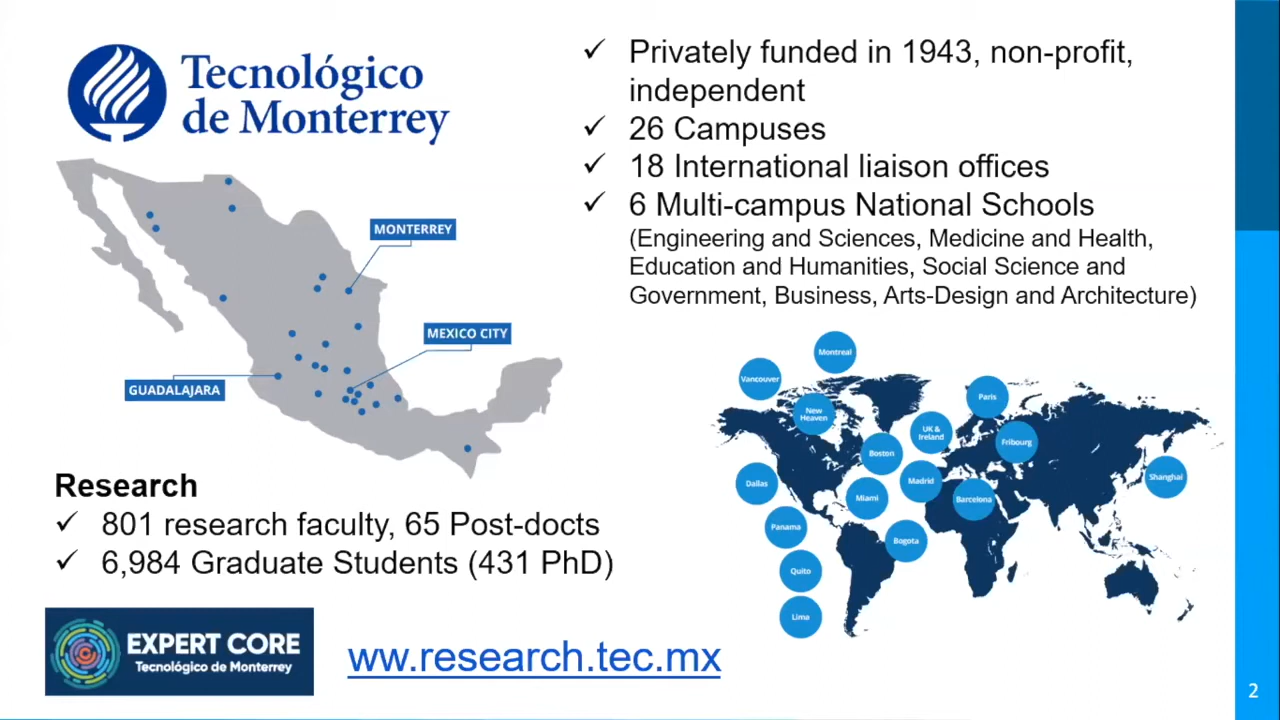 Tecnológico
de Monterrey
✓ Privately funded in 1943, non-profit,
independent
✓ 26 Campuses
✓ 18 International liaison offices
✓ 6 Multi-campus National Schools
(Engineering and Sciences, Medicine and Health,
Education and Humanities, Social Science and
Government, Business, Arts-Design and Architecture)
MONTERREY
MEXICO CITY
GUADALAJARA
Montreal
Vancouver
New
Heaven
Paris
UK &
Ireland
Fribourg
Boston
Dallas
Miami
Madrid
Barcelona
Shanghai
Panama
Bogota
Quito
Lima
Research
✓ 801 research faculty, 65 Post-docts
✓ 6,984 Graduate Students (431 PhD)
EXPERT CORE
Tecnológico de Monterrey
ww.research.tec.mx
2